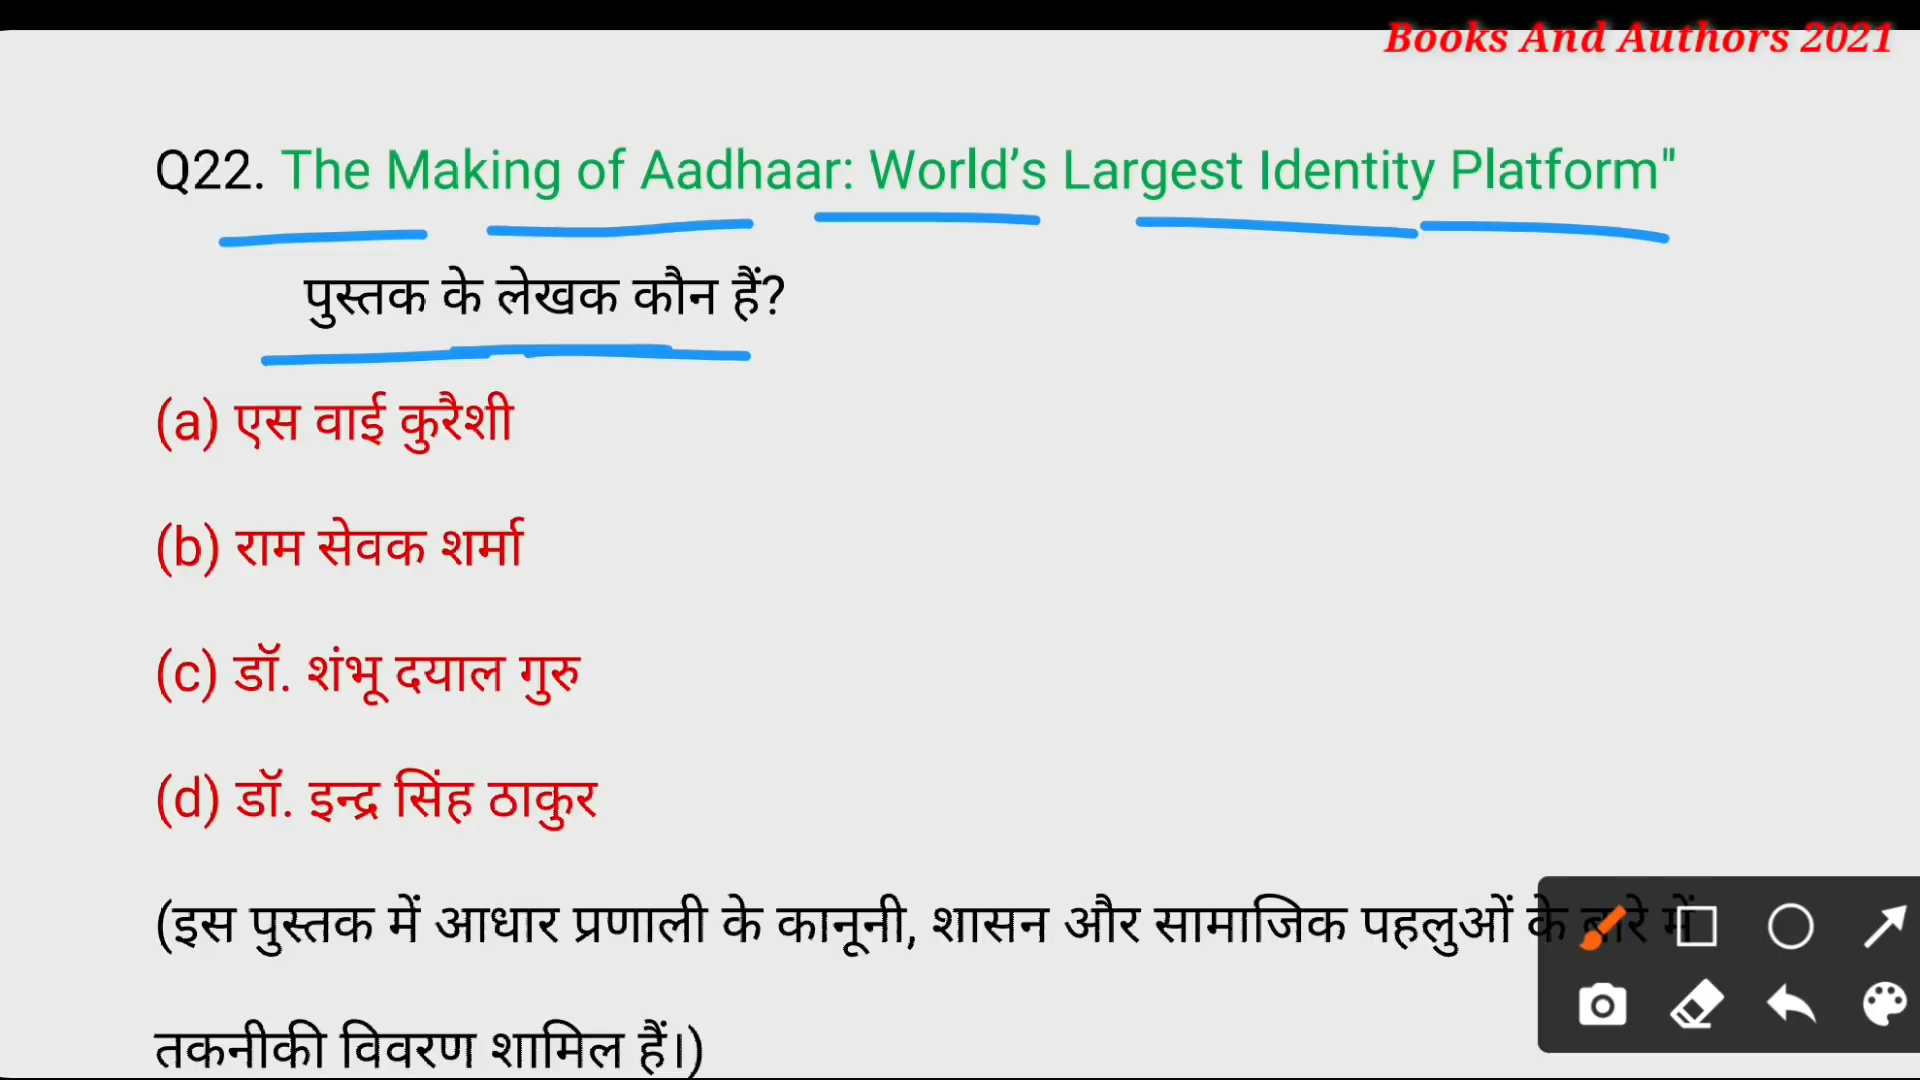 Books And Authors 2021
Q22. The Making of Aadhaar: World’s Largest Identity Platform"
पुस्तक के लेखक कौन हैं?
(a) एस वाई कुरैशी
(b) राम सेवक शर्मा
(c) डॉ. शंभू दयाल गुरु
(d) डॉ. इन्द्र सिंह ठाकुर
(इस पुस्तक में आधार प्रणाली के कानूनी, शासन और सामाजिक पहलुओं के बारे में
तकनीकी विवरण शामिल हैं।)